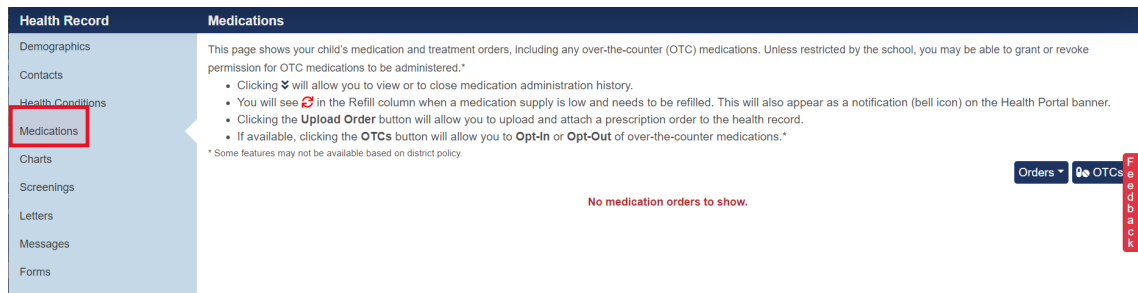 Health Record
Demographics
Contacts
Health Conditions
Medications
Charts
Screenings
Letters
Messages
Forms
Medications
This page shows your child's medication and treatment orders, including any over-the-counter (OTC) medications. Unless restricted by the school, you may be able to grant or revoke
permission for OTC medications to be administered.*
• Clicking will allow you to view or to close medication administration history.
• You will see in the Refill column when a medication supply is low and needs to be refilled. This will also appear as a notification (bell icon) on the Health Portal banner.
• Clicking the Upload Order button will allow you to upload and attach a prescription order to the health record.
• If available, clicking the OTCs button will allow you to Opt-In or Opt-Out of over-the-counter medications.*
* Some features may not be available based on district policy.
Orders
OTCs
No medication orders to show.
Feedback